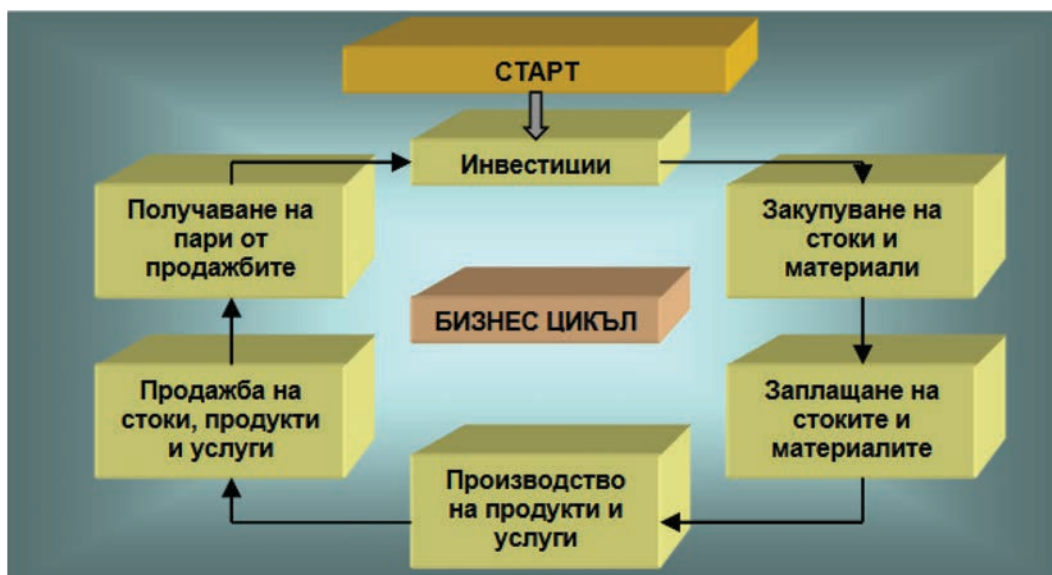 СТАРТ
Инвестиции
Закупуване на
стоки и
материали
Заплащане на
стоките и
материалите
Производство
на продукти и
услуги
Продажба на
стоки, продукти
и услуги
Получаване на
пари от
продажбите
БИЗНЕС ЦИКЪЛ